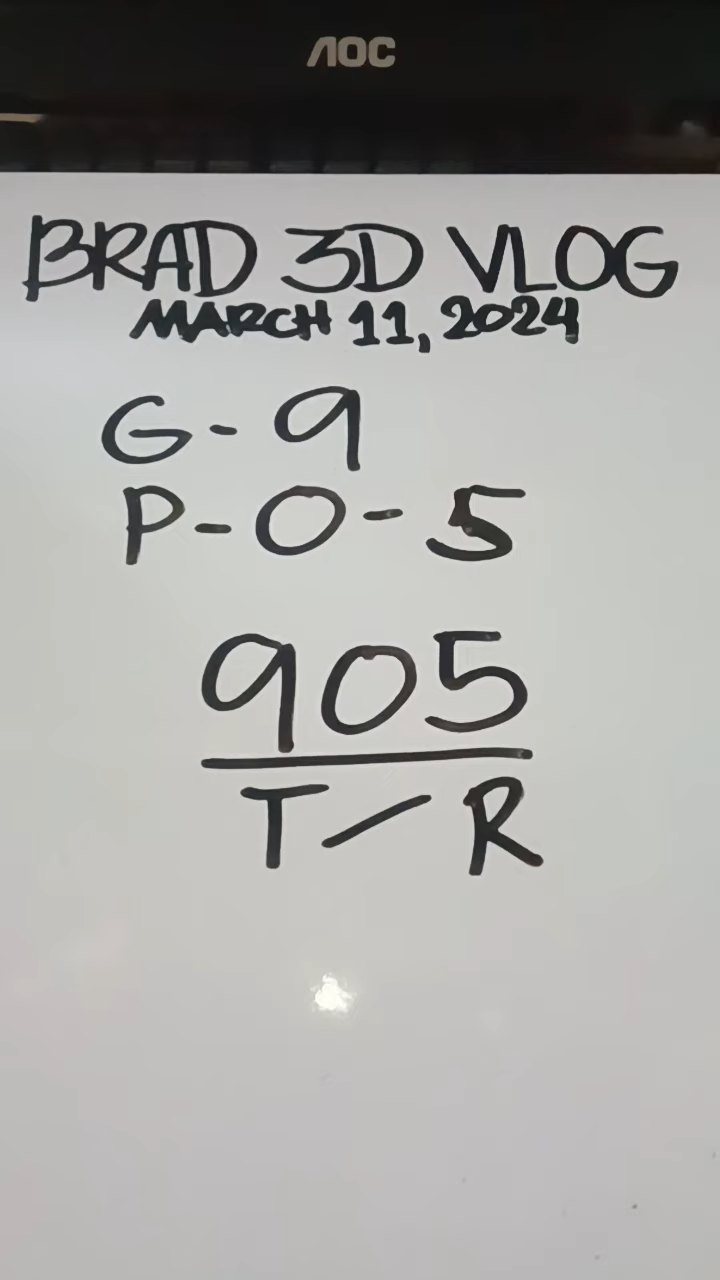 AOC
BRAD 3D VLOG
MARCH 11, 2024
G - 9
P - 0 - 5
905
T - R